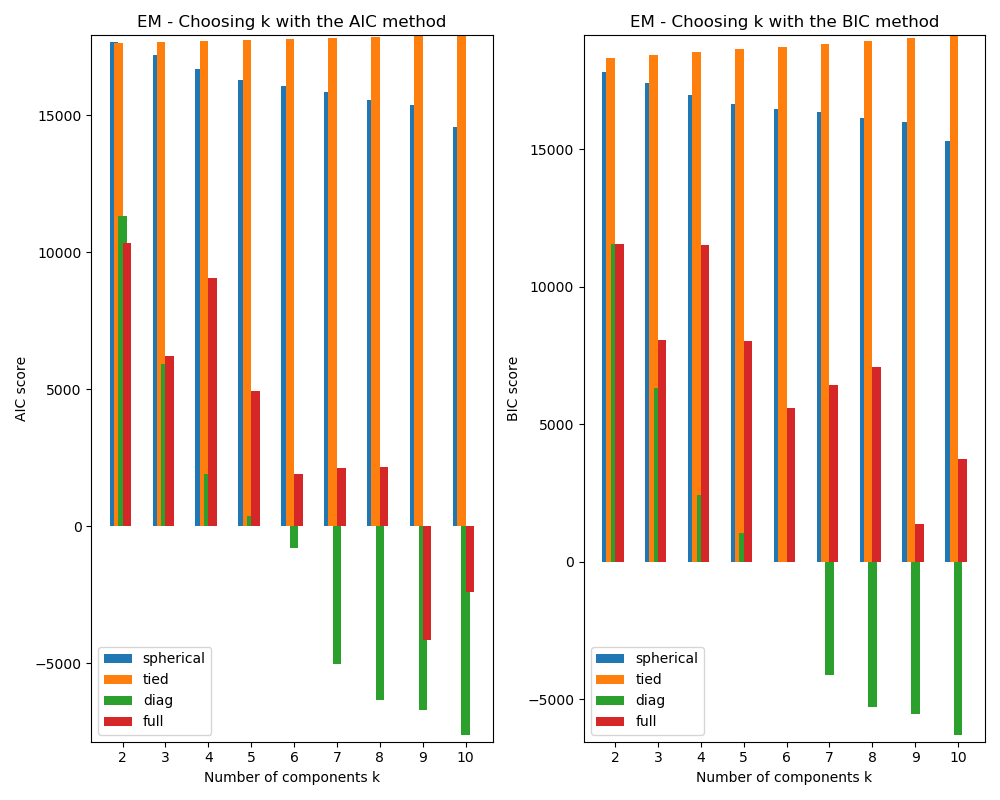 EM - Choosing k with the AIC method
AIC score
15000
10000
5000
0
−5000
spherical
tied
diag
full
2 3 4 5 6 7 8 9 10
Number of components k
EM - Choosing k with the BIC method
BIC score
15000
10000
5000
0
−5000
spherical
tied
diag
full
2 3 4 5 6 7 8 9 10
Number of components k